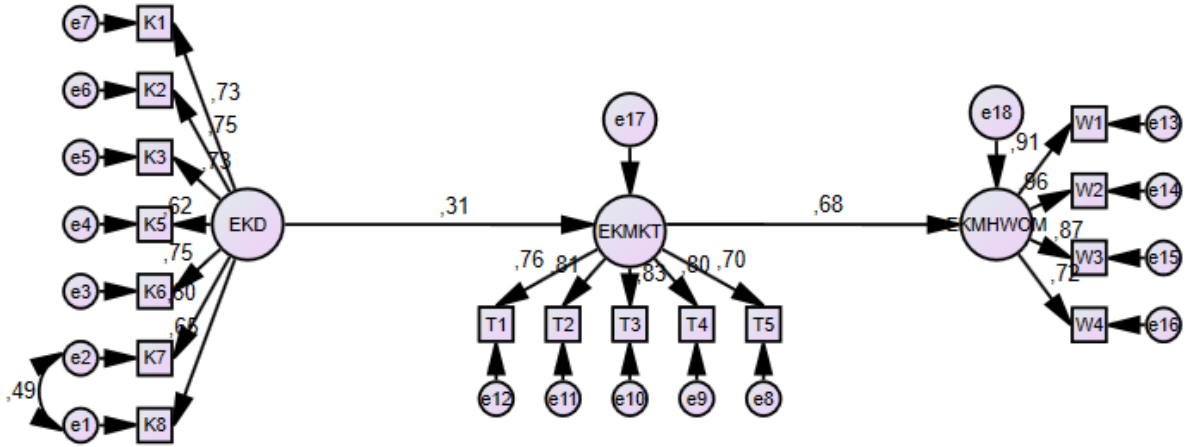 e7 K1
,73
e6 K2
,75
e5 K3
,73
e4 K5
,62
EKD
,75
e3 K6
,60
,65
e2 K7
,49
e1 K8
,31
e17
EKMKT
,76 ,81 ,83 ,80 ,70
T1 T2 T3 T4 T5
e12 e11 e10 e9 e8
,68
e18
EKMHWOM
,91
W1 e13
96
W2 e14
,87
W3 e15
,72
W4 e16